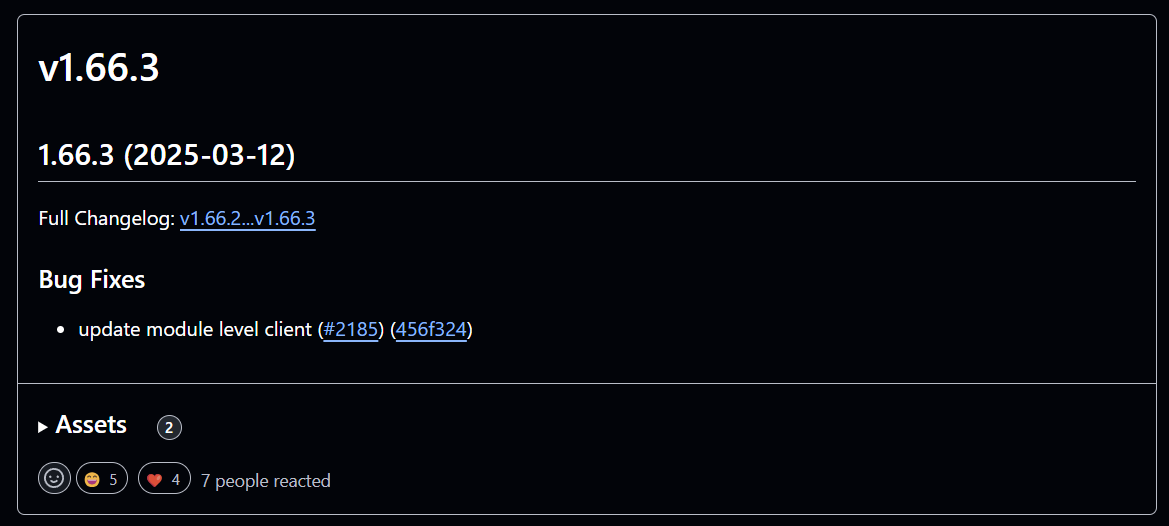 v1.66.3
1.66.3 (2025-03-12)
Full Changelog: v1.66.2...v1.66.3
Bug Fixes
• update module level client (#2185) (456f324)
Assets 2
5 4 7 people reacted